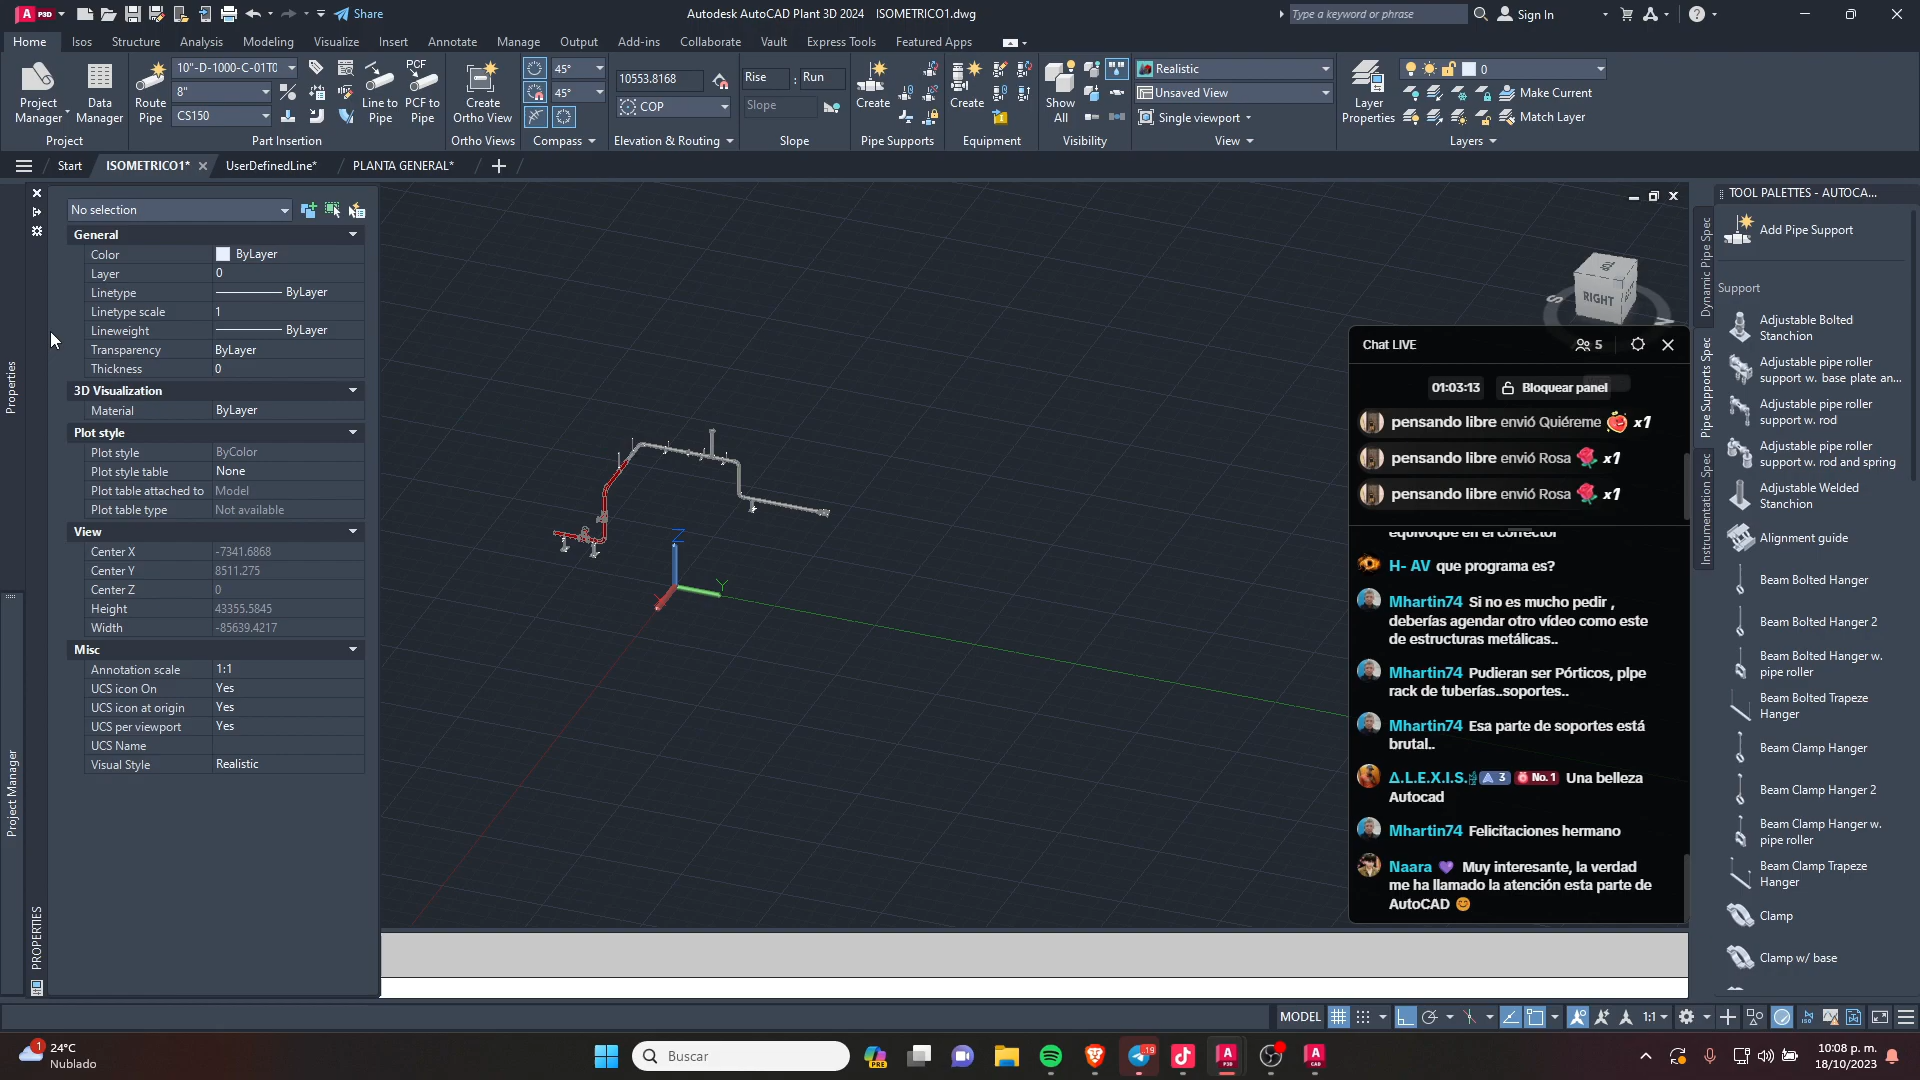 Share
Autodesk AutoCAD Plant 3D 2024 ISOMETRICO1.dwg
Type a keyword or phrase
Sign In
Home
Isos
Structure
Analysis
Modeling
Visualize
Insert
Annotate
Manage
Output
Add-ins
Collaborate
Vault
Express Tools
Featured Apps
Project Manager
Data Manager
Project
Route Pipe
10"-D-1000-C-01T0
8"
CS150
Line to Pipe
PCF to Pipe
PCF
Part Insertion
Create Ortho View
Ortho Views
45°
45°
Compass
10553.8168
COP
Elevation & Routing
Rise : Run
Slope
Slope
Create
Pipe Supports
Create
Equipment
Show All
Visibility
Realistic
Unsaved View
Single viewport
View
Layer Properties
0
Make Current
Match Layer
Layers
Start
ISOMETRICO1*
UserDefinedLine*
PLANTA GENERAL*
No selection
General
Color ByLayer
Layer 0
Linetype ByLayer
Linetype scale 1
Lineweight ByLayer
Transparency ByLayer
Thickness 0
3D Visualization
Material ByLayer
Plot style
Plot style ByColor
Plot style table None
Plot table attached to Model
Plot table type Not available
View
Center X -7341.6868
Center Y 8511.275
Center Z 0
Height 43355.5845
Width -85639.4217
Misc
Annotation scale 1:1
UCS icon On Yes
UCS icon at origin Yes
UCS per viewport Yes
UCS Name
Visual Style Realistic
Properties
Project Manager
PROPERTIES
Z
Y
X
TOP
RIGHT
S
N
Chat LIVE
5
01:03:13
Bloquear panel
pensando libre envió Quiéreme x1
pensando libre envió Rosa x1
pensando libre envió Rosa x1
equivoque en el corrector
H- AV que programa es?
Mhartin74 Si no es mucho pedir ,
deberías agendar otro vídeo como este
de estructuras metálicas..
Mhartin74 Pudieran ser Pórticos, pIpe
rack de tuberías..soportes..
Mhartin74 Esa parte de soportes está
brutal..
Δ.L.E.X.I.S. 3 No. 1 Una belleza
Autocad
Mhartin74 Felicitaciones hermano
Naara 💜 Muy interesante, la verdad
me ha llamado la atención esta parte de
AutoCAD 😊
TOOL PALETTES - AUTOCA...
Dynamic Pipe Spec
Pipe Supports Spec
Instrumentation Spec
Add Pipe Support
Support
Adjustable Bolted
Stanchion
Adjustable pipe roller
support w. base plate an...
Adjustable pipe roller
support w. rod
Adjustable pipe roller
support w. rod and spring
Adjustable Welded
Stanchion
Alignment guide
Beam Bolted Hanger
Beam Bolted Hanger 2
Beam Bolted Hanger w.
pipe roller
Beam Bolted Trapeze
Hanger
Beam Clamp Hanger
Beam Clamp Hanger 2
Beam Clamp Hanger w.
pipe roller
Beam Clamp Trapeze
Hanger
Clamp
Clamp w/ base
MODEL
1:1
1
24°C
Nublado
Buscar
PRE
19
10:08 p. m.
18/10/2023